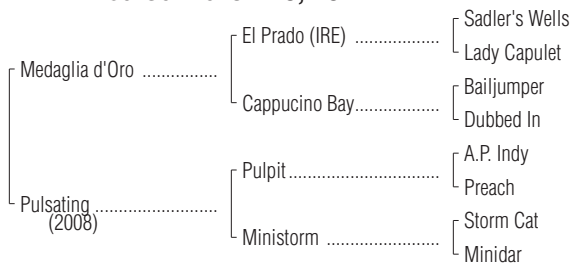 Medaglia d'Oro ................
El Prado (IRE) ..................
Sadler's Wells
Lady Capulet
Cappucino Bay..................
Bailjumper
Dubbed In
Pulsating ..........................
(2008)
Pulpit................................
A.P. Indy
Preach
Ministorm ........................
Storm Cat
Minidar